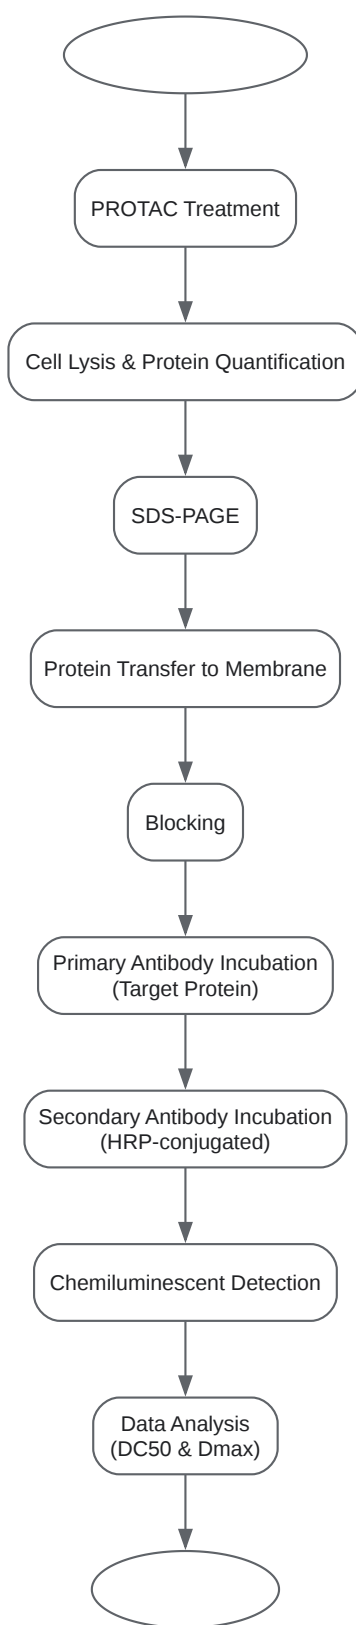 PROTAC Treatment
Cell Lysis & Protein Quantification
SDS-PAGE
Protein Transfer to Membrane
Blocking
Primary Antibody Incubation
(Target Protein)
Secondary Antibody Incubation
(HRP-conjugated)
Chemiluminescent Detection
Data Analysis
(DC50 & Dmax)